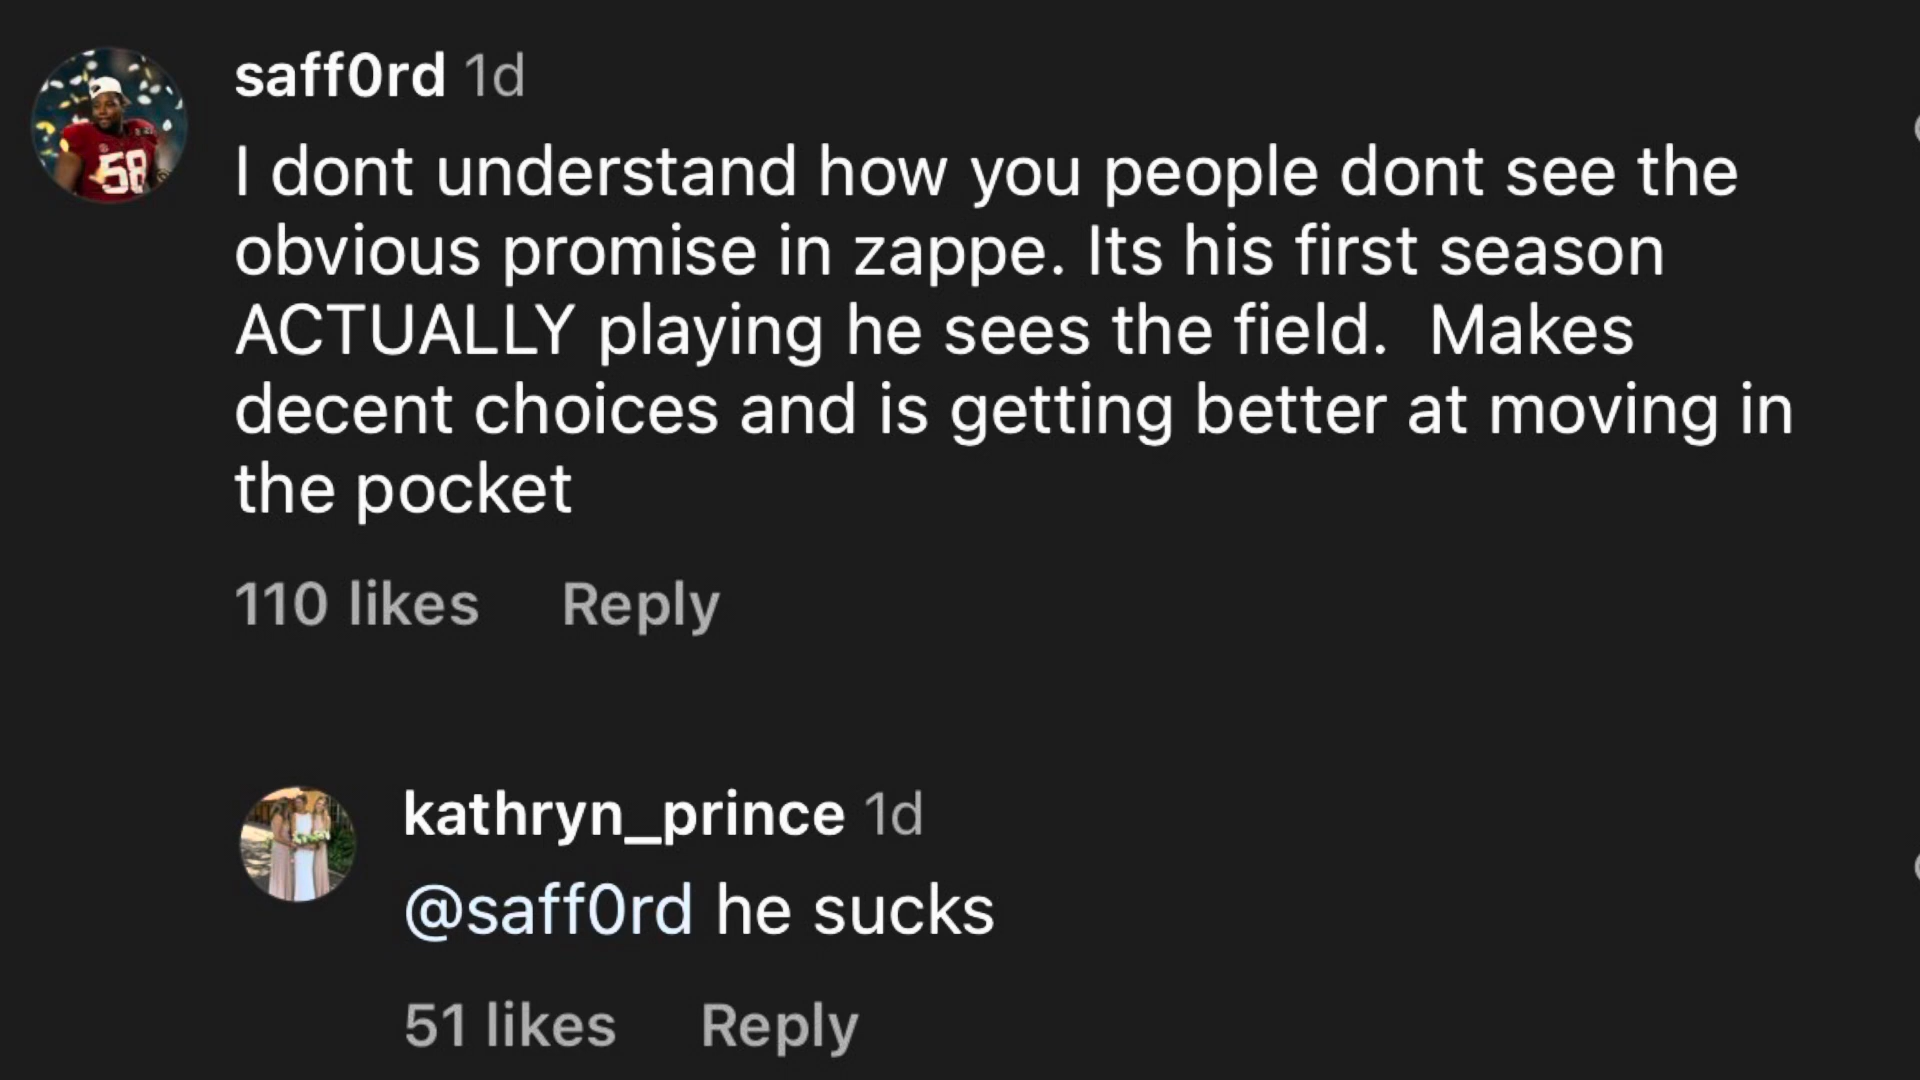 saff0rd 1d
I dont understand how you people dont see the
obvious promise in zappe. Its his first season
ACTUALLY playing he sees the field.  Makes
decent choices and is getting better at moving in
the pocket
110 likes Reply
kathryn_prince 1d
@saff0rd he sucks
51 likes Reply
58